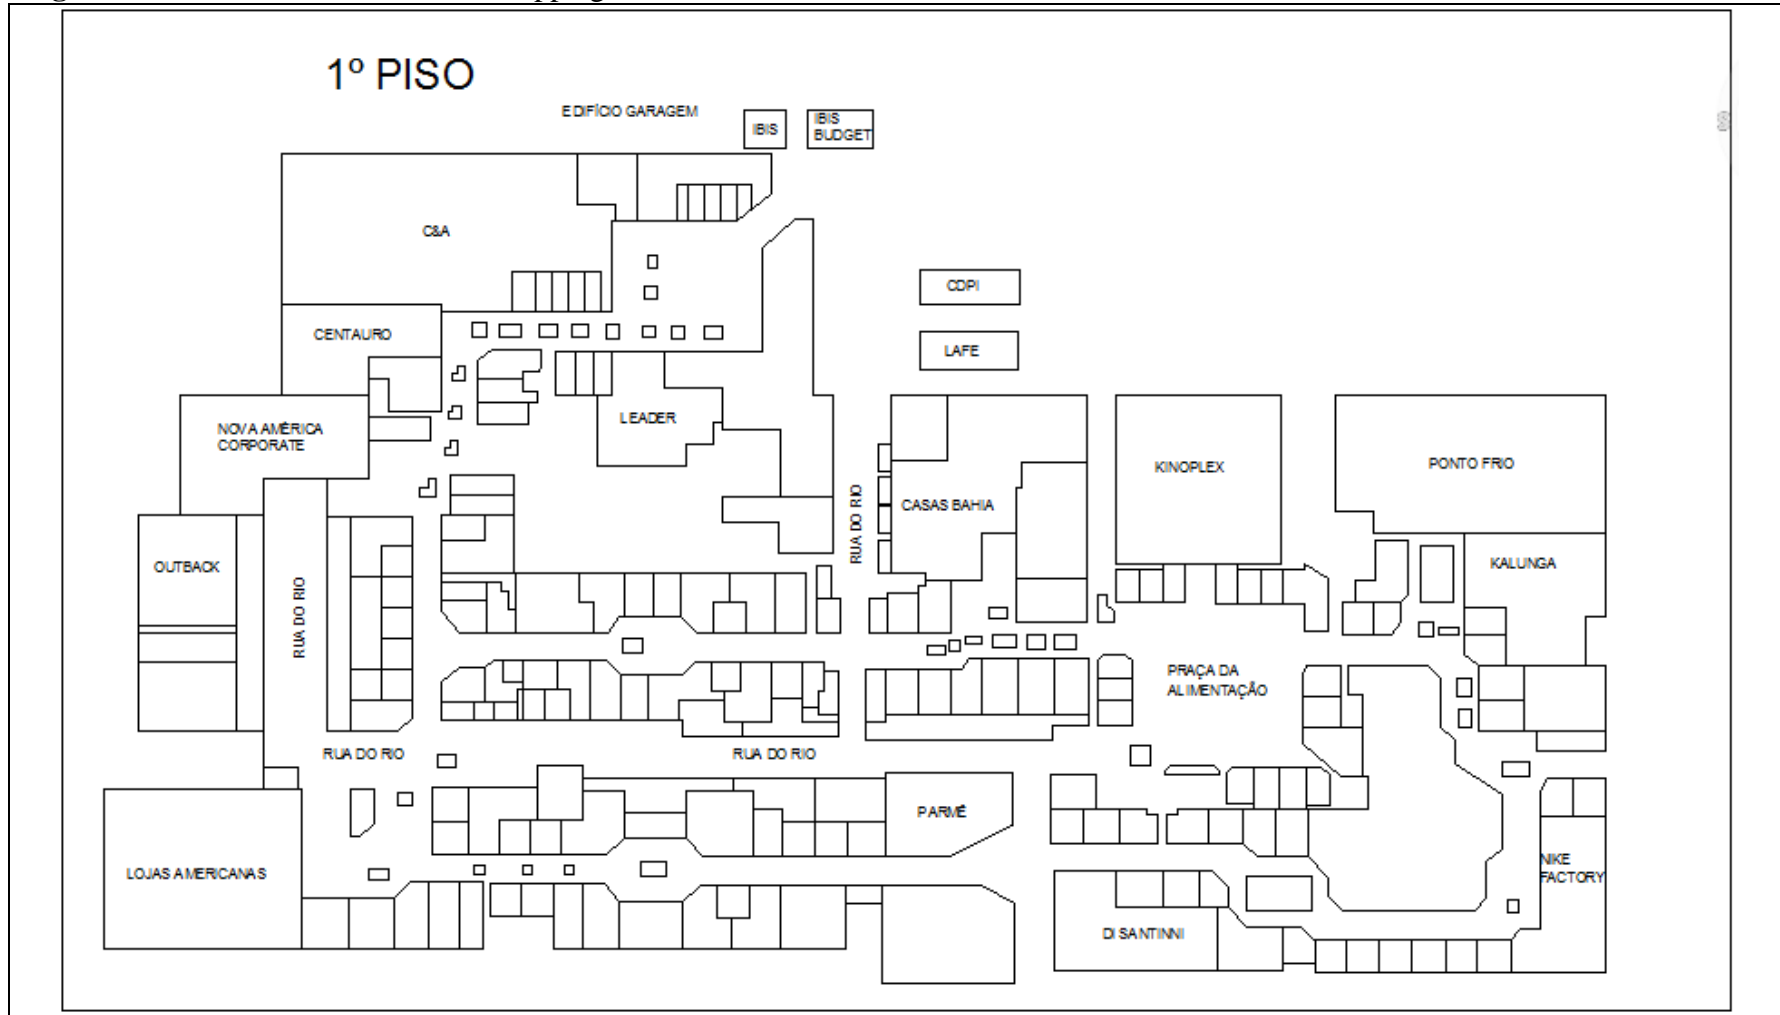 1º PISO
EDIFÍCIO GARAGEM
IBIS
IBIS
BUDGET
C&A
CDPI
CENTAURO
LAFE
LEADER
NOVA AMÉRICA
CORPORATE
KINOPLEX
PONTO FRIO
CASAS BAHIA
RUA DO RIO
OUTBACK
KALUNGA
RUA DO RIO
PRAÇA DA
ALIMENTAÇÃO
RUA DO RIO
RUA DO RIO
PARMÊ
LOJAS AMERICANAS
NIKE
FACTORY
DI SANTINNI